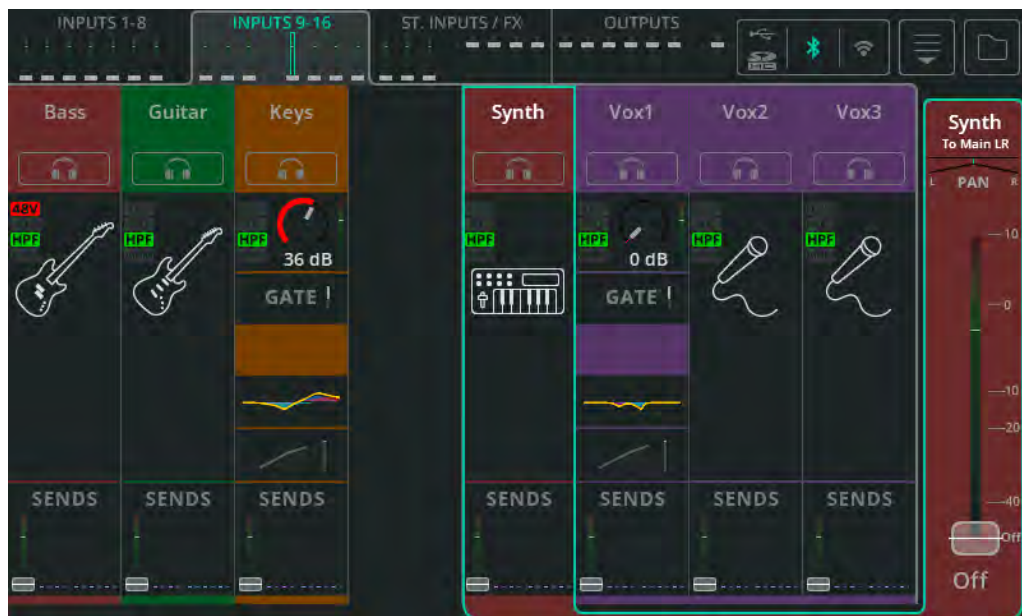 INPUTS 1-8 INPUTS 9-16 ST. INPUTS / FX OUTPUTS
Bass Guitar Keys Synth Vox1 Vox2 Vox3
Synth
To Main LR
L PAN R
48V
HPF HPF HPF HPF HPF HPF HPF
36 dB 0 dB
GATE GATE
10
0
10
20
40
Off
SENDS SENDS SENDS SENDS SENDS SENDS SENDS
Off